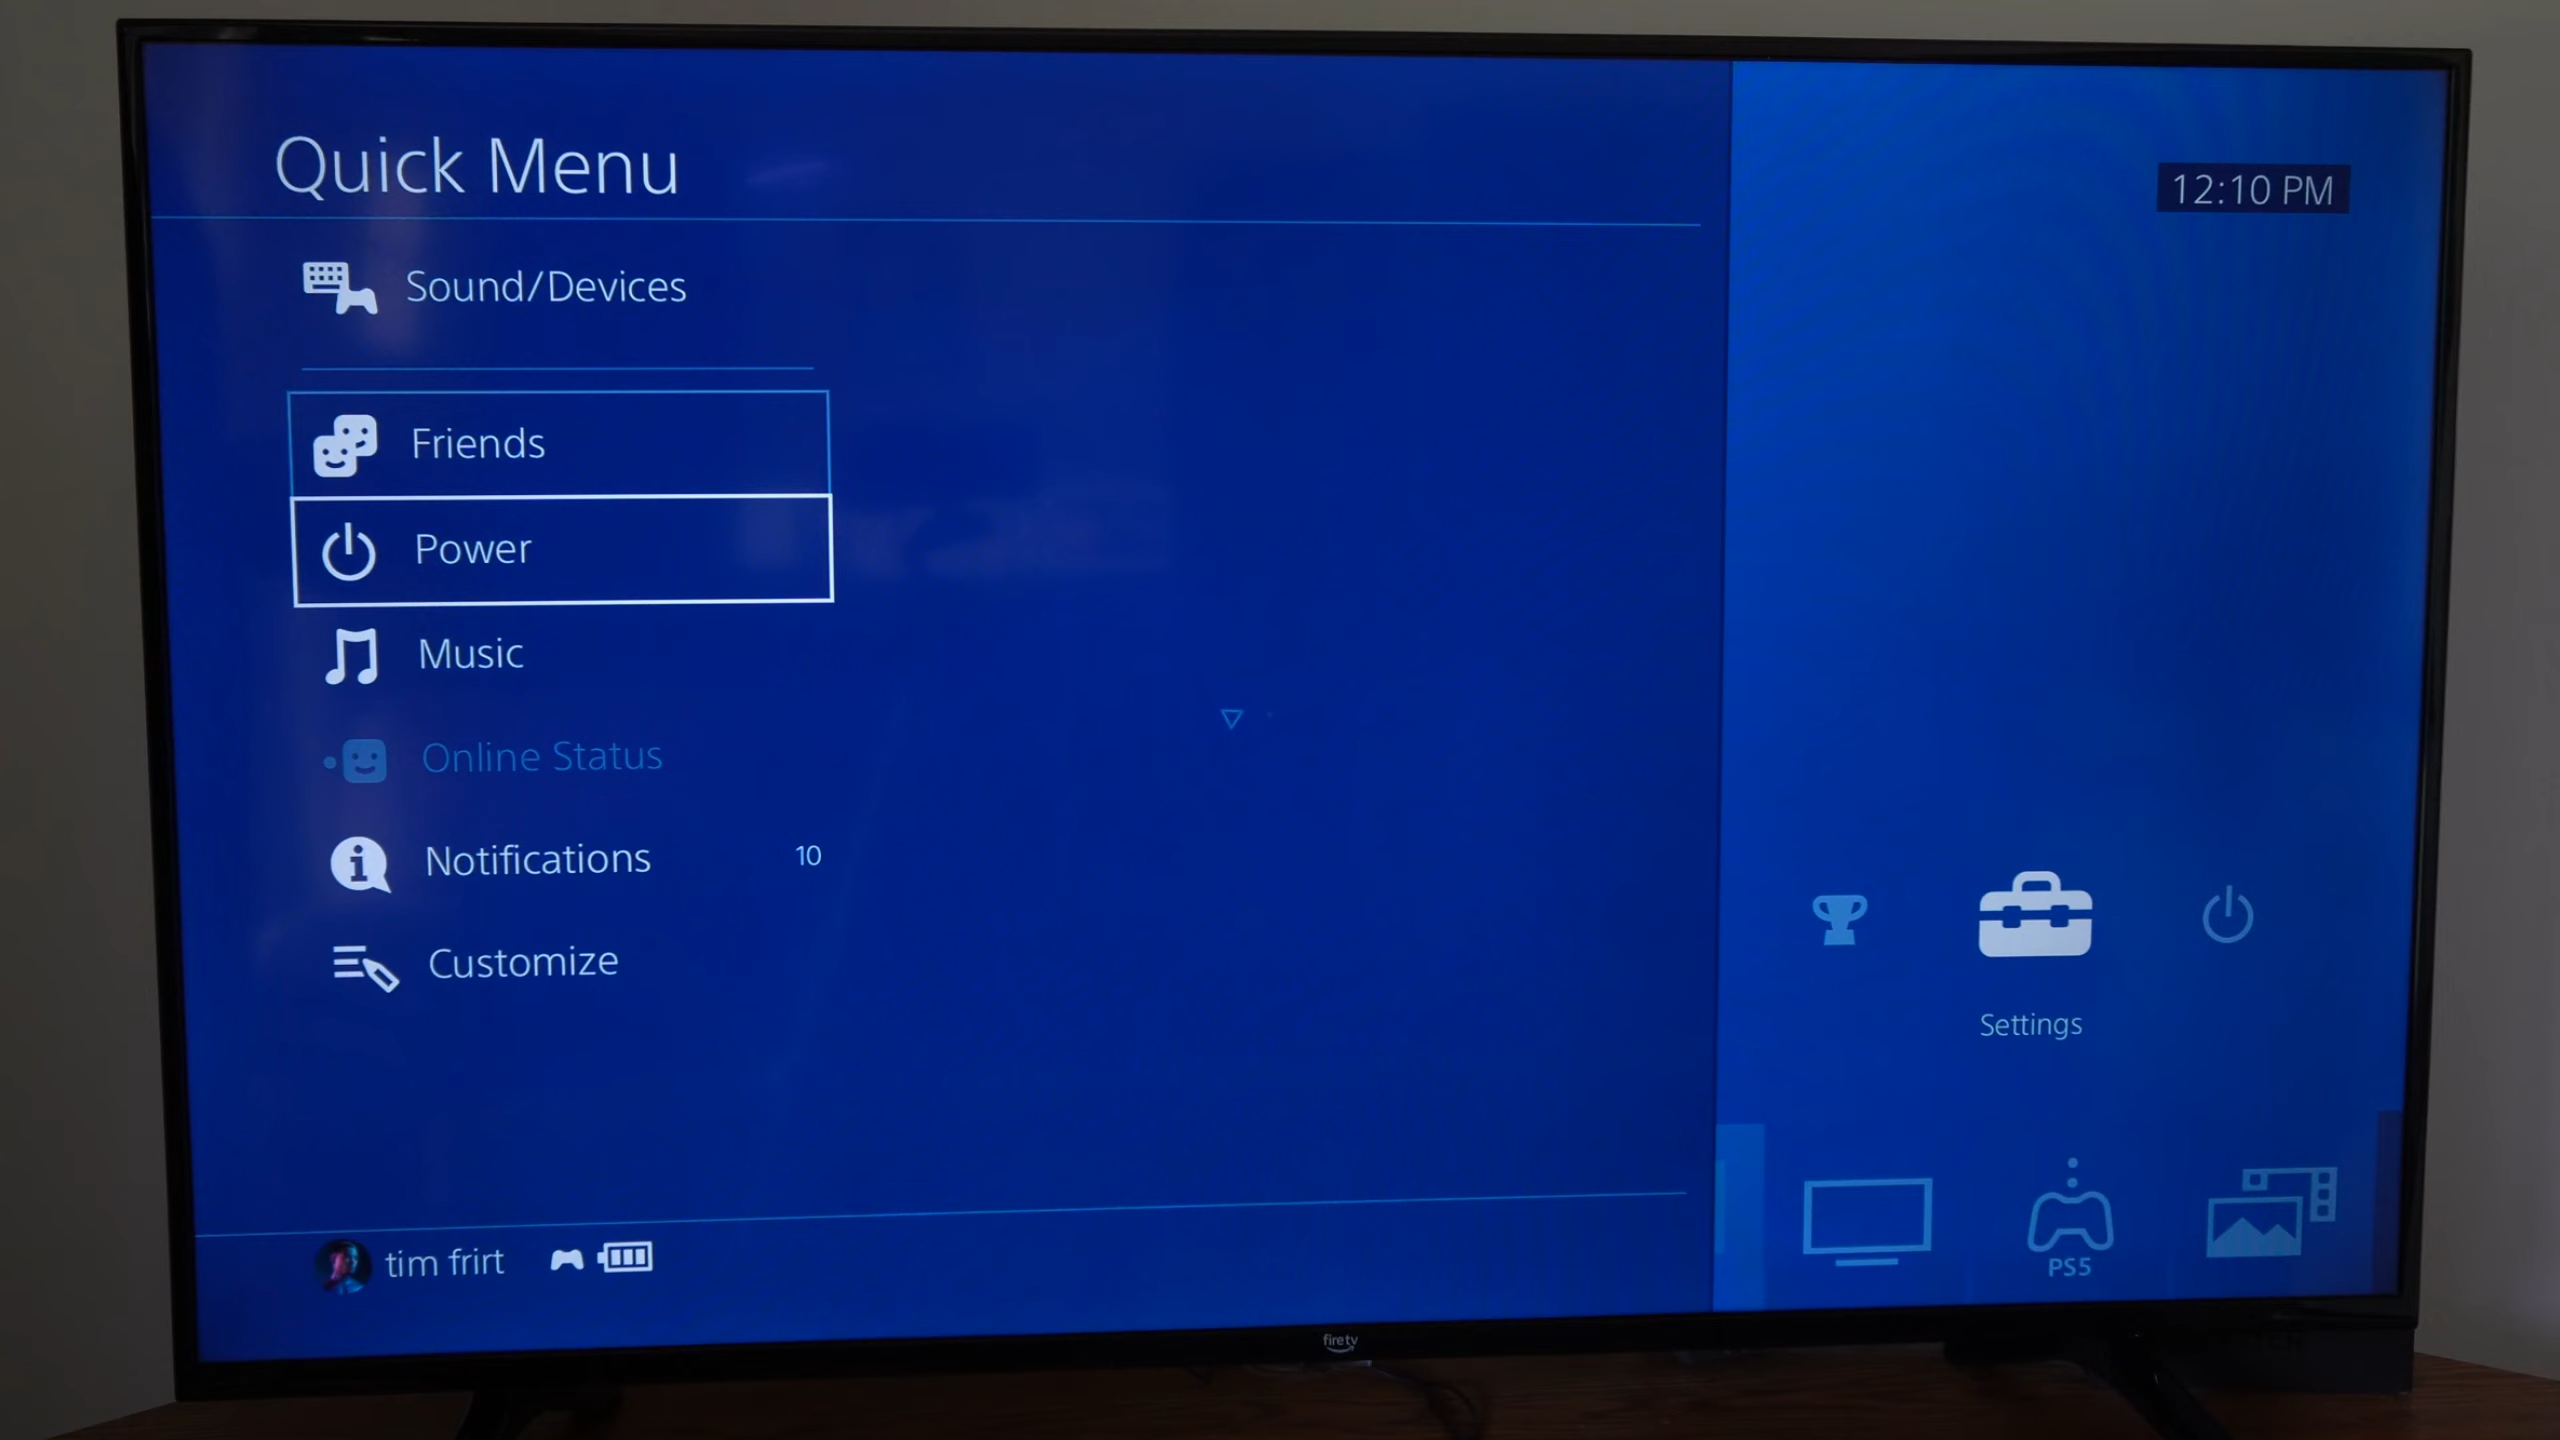 Quick Menu
12:10 PM
Sound/Devices
Friends
Power
Music
Online Status
Notifications 10
Customize
Settings
PS5
tim frirt
fire tv